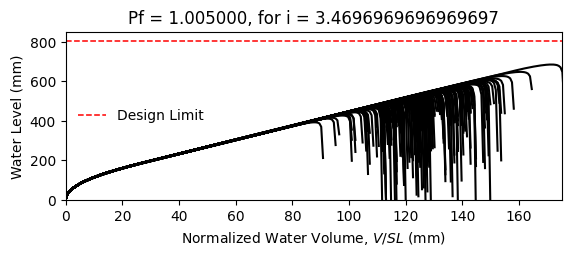 Pf = 1.005000, for i = 3.4696969696969697
Water Level (mm)
800
600
400
200
0
Design Limit
0 20 40 60 80 100 120 140 160
Normalized Water Volume, V/SL (mm)